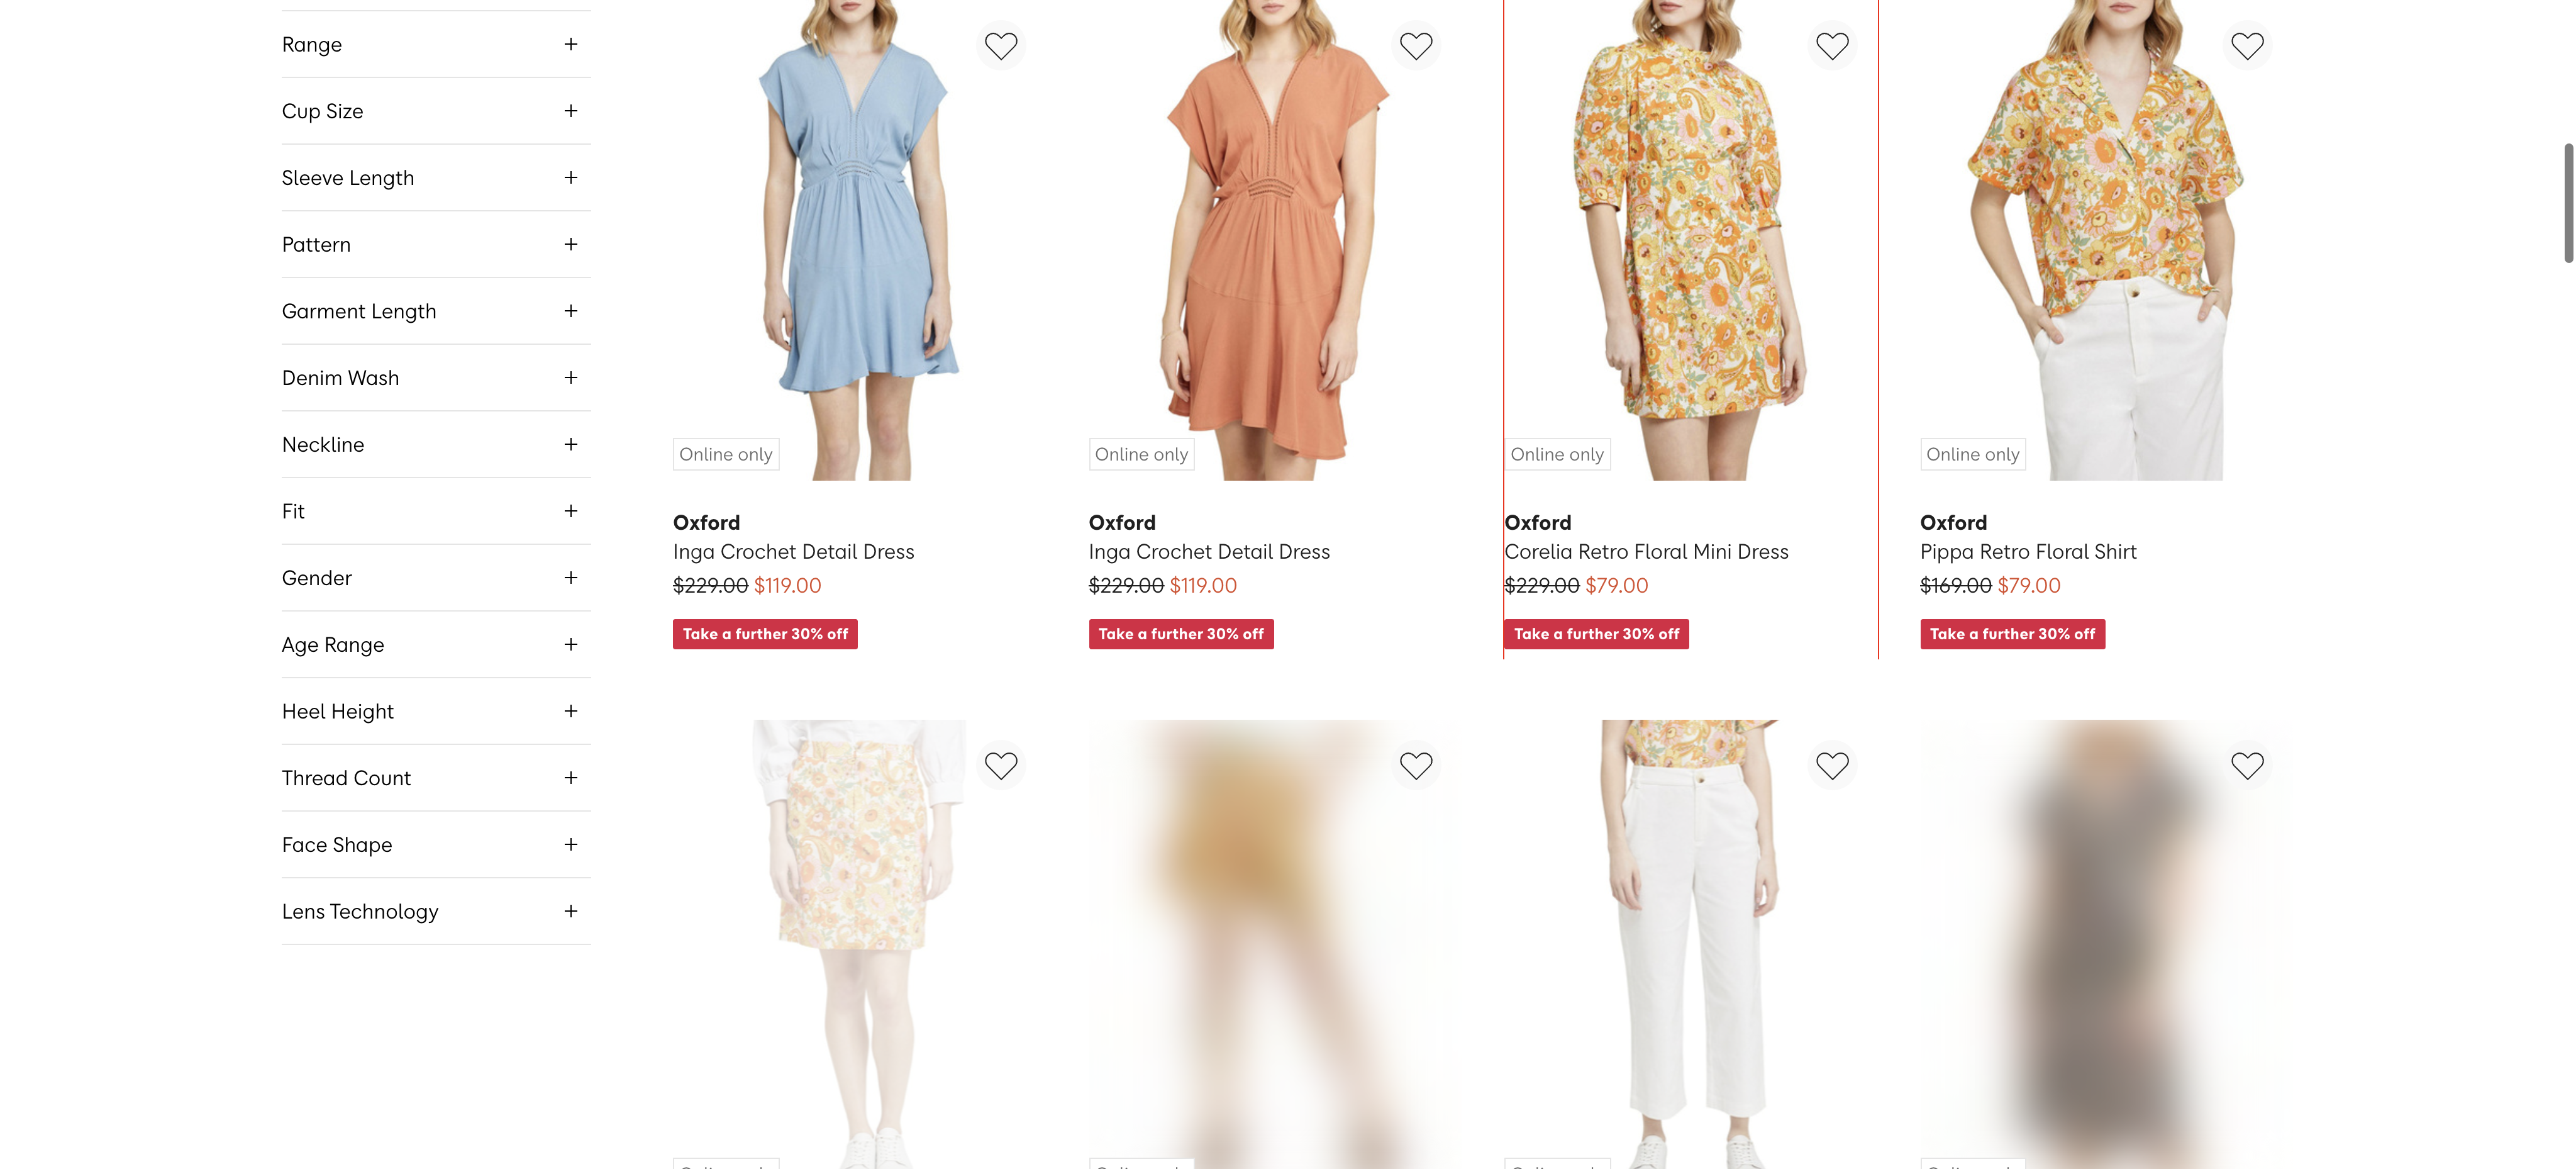 Range
Cup Size
Sleeve Length
Pattern
Garment Length
Denim Wash
Neckline
Fit
Gender
Age Range
Heel Height
Thread Count
Face Shape
Lens Technology
Online only
Oxford
Inga Crochet Detail Dress
$229.00 $119.00
Take a further 30% off
Online only
Oxford
Inga Crochet Detail Dress
$229.00 $119.00
Take a further 30% off
Online only
Oxford
Corelia Retro Floral Mini Dress
$229.00 $79.00
Take a further 30% off
Online only
Oxford
Pippa Retro Floral Shirt
$169.00 $79.00
Take a further 30% off